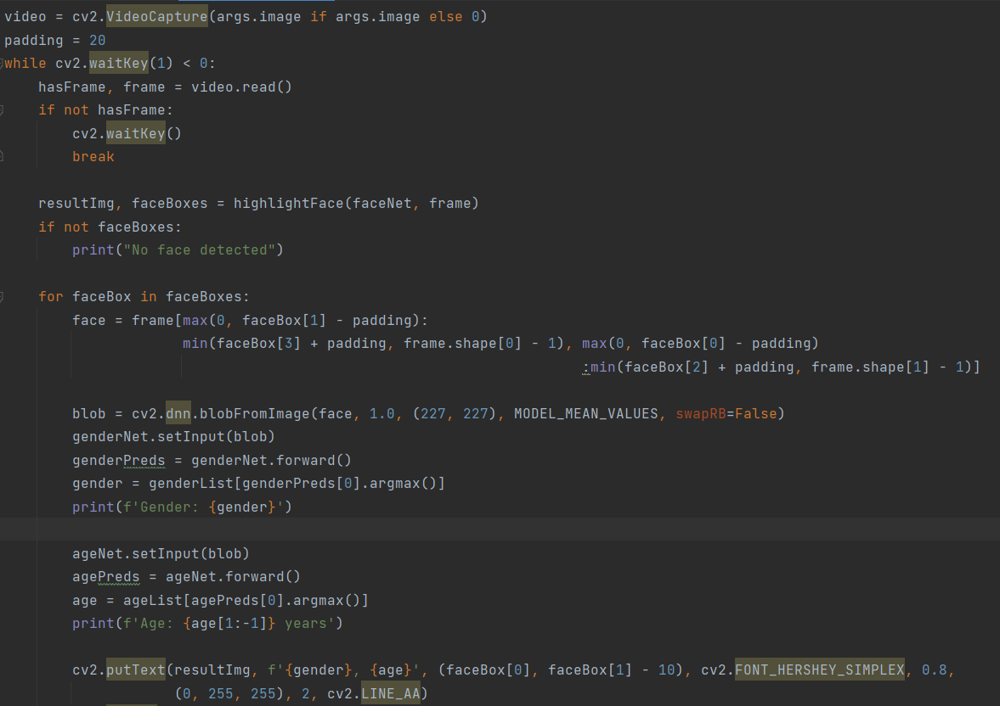 video = cv2.VideoCapture(args.image if args.image else 0)
padding = 20
while cv2.waitKey(1) < 0:
    hasFrame, frame = video.read()
    if not hasFrame:
        cv2.waitKey()
        break

    resultImg, faceBoxes = highlightFace(faceNet, frame)
    if not faceBoxes:
        print("No face detected")

    for faceBox in faceBoxes:
        face = frame[max(0, faceBox[1] - padding):
                     min(faceBox[3] + padding, frame.shape[0] - 1), max(0, faceBox[0] - padding)
                                                                    :min(faceBox[2] + padding, frame.shape[1] - 1)]

        blob = cv2.dnn.blobFromImage(face, 1.0, (227, 227), MODEL_MEAN_VALUES, swapRB=False)
        genderNet.setInput(blob)
        genderPreds = genderNet.forward()
        gender = genderList[genderPreds[0].argmax()]
        print(f'Gender: {gender}')

        ageNet.setInput(blob)
        agePreds = ageNet.forward()
        age = ageList[agePreds[0].argmax()]
        print(f'Age: {age[1:-1]} years')

        cv2.putText(resultImg, f'{gender}, {age}', (faceBox[0], faceBox[1] - 10), cv2.FONT_HERSHEY_SIMPLEX, 0.8,
                    (0, 255, 255), 2, cv2.LINE_AA)